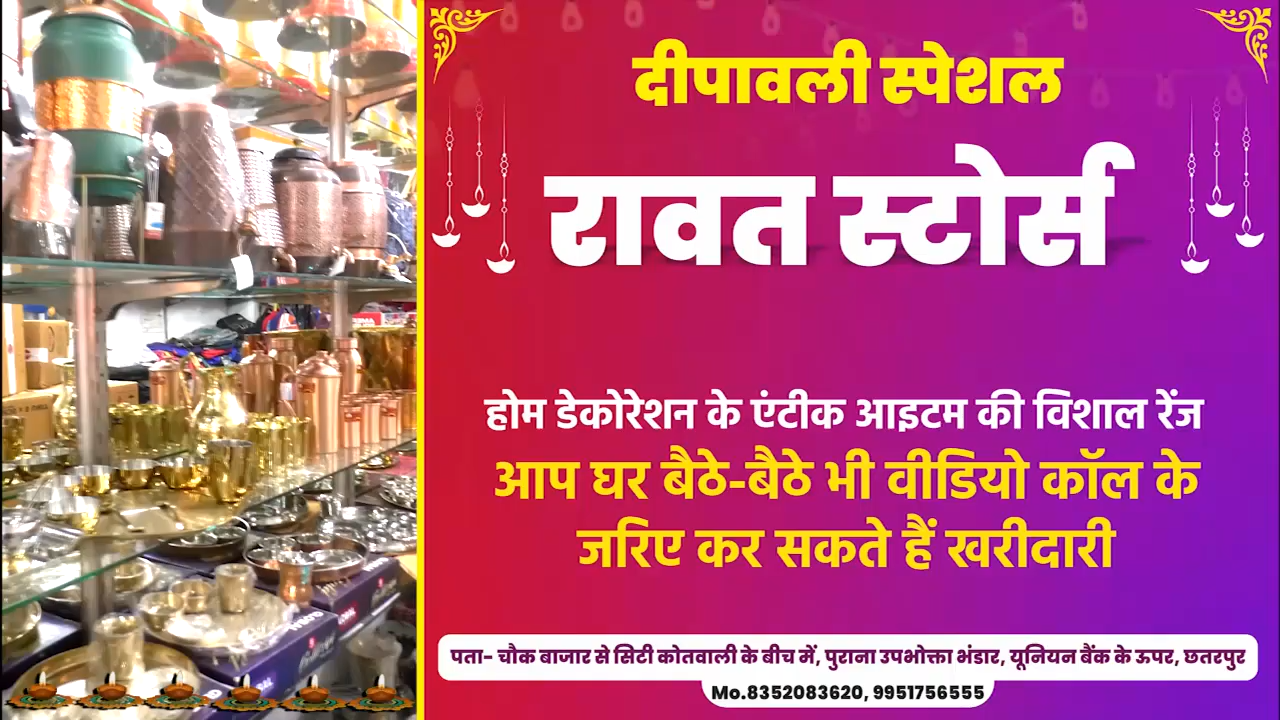 दीपावली स्पेशल
रावत स्टोर्स
होम डेकोरेशन के एंटीक आइटम की विशाल रेंज
आप घर बैठे-बैठे भी वीडियो कॉल के
जरिए कर सकते हैं खरीदारी
पता- चौक बाजार से सिटी कोतवाली के बीच में, पुराना उपभोक्ता भंडार, यूनियन बैंक के ऊपर, छतरपुर
Mo.8352083620, 9951756555